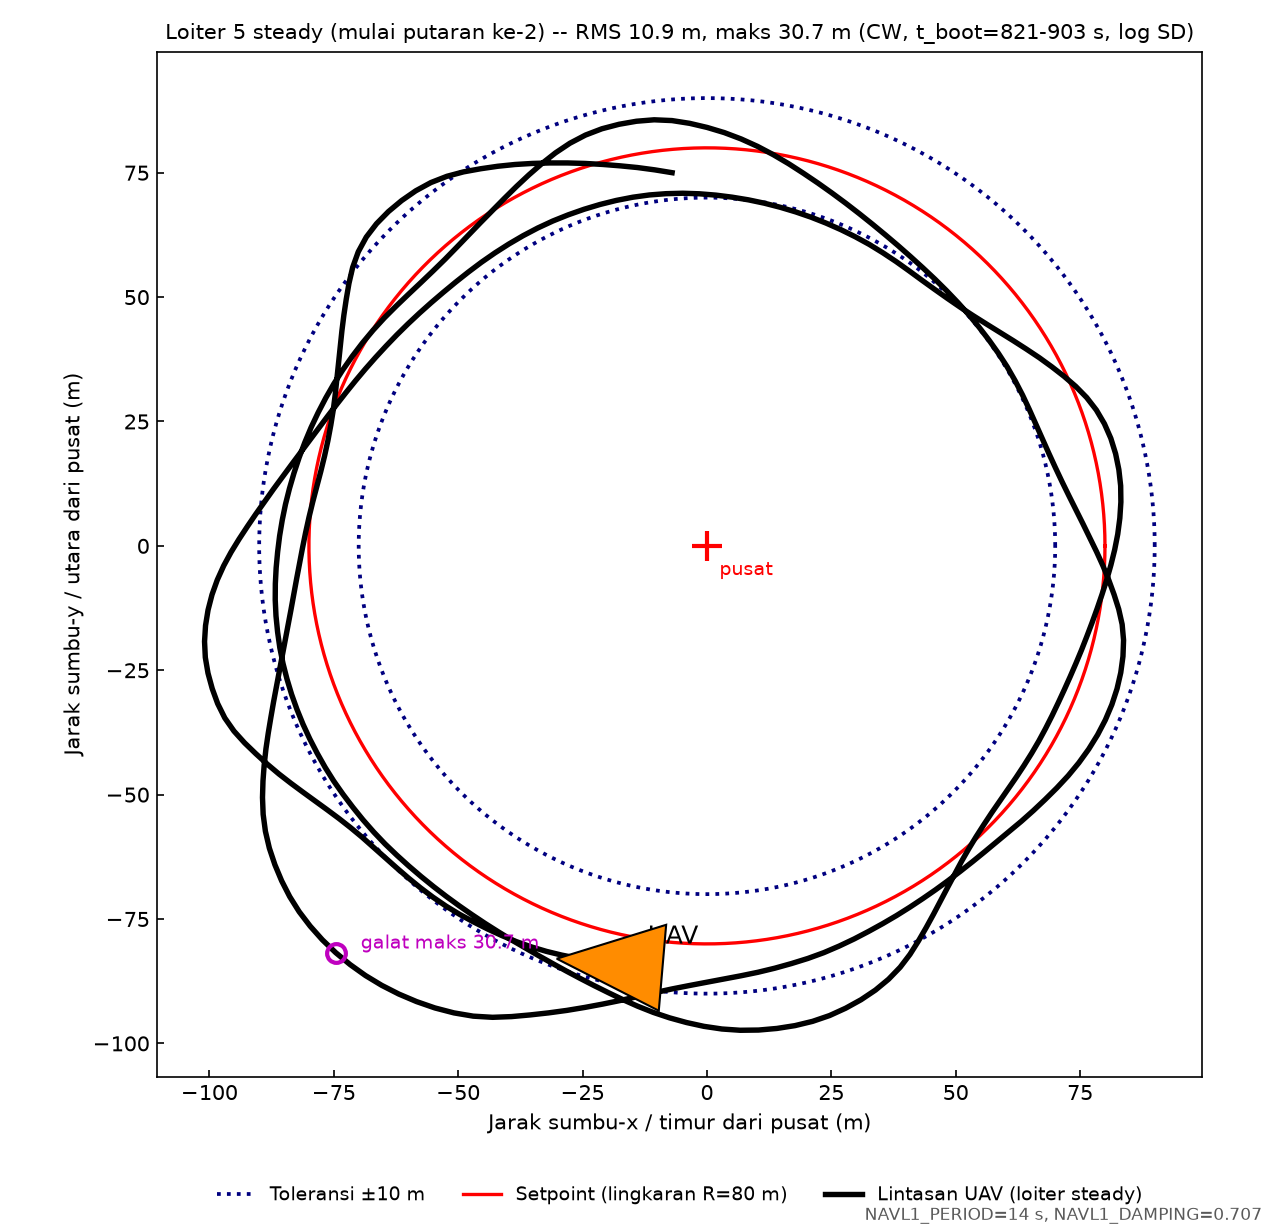 Loiter 5 steady (mulai putaran ke-2) -- RMS 10.9 m, maks 30.7 m (CW, t_boot=821-903 s, log SD)
Jarak sumbu-y / utara dari pusat (m)
75
50
25
0
−25
−50
−75
−100
pusat
galat maks 30.7 m
UAV
−100
−75
−50
−25
0
25
50
75
Jarak sumbu-x / timur dari pusat (m)
Toleransi ±10 m
Setpoint (lingkaran R=80 m)
Lintasan UAV (loiter steady)
NAVL1_PERIOD=14 s, NAVL1_DAMPING=0.707